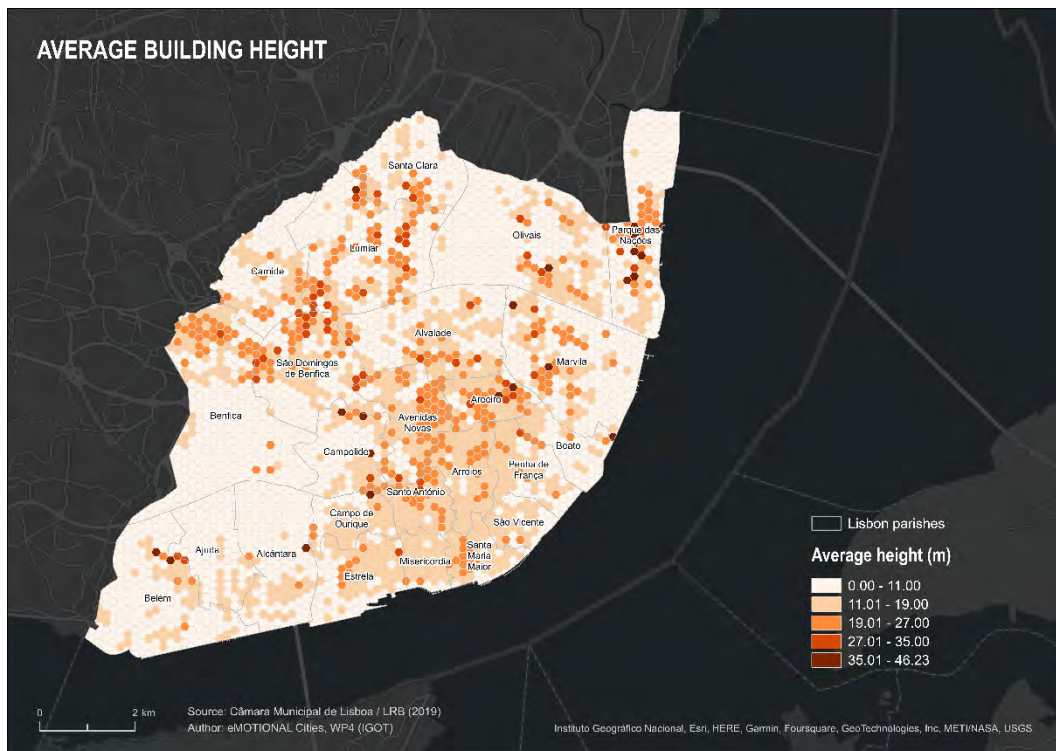 AVERAGE BUILDING HEIGHT
Santa Clara
Olivais
Parque das
Nações
Lumiar
Carnide
Alvalade
São Domingos
de Benfica
Marvila
Areeiro
Benfica
Avenidas
Novas
Beato
Campolide
Arroios
Penha de
França
Santo António
Campo de
Ourique
São Vicente
Ajuda
Alcântara
Santa
Maria
Maior
Misericórdia
Estrela
Belém
Lisbon parishes
Average height (m)
0.00 - 11.00
11.01 - 19.00
19.01 - 27.00
27.01 - 35.00
35.01 - 46.23
0 2 km
Source: Câmara Municipal de Lisboa / LRB (2019)
Author: eMOTIONAL Cities, WP4 (IGOT)
Instituto Geográfico Nacional, Esri, HERE, Garmin, Foursquare, GeoTechnologies, Inc, METI/NASA, USGS